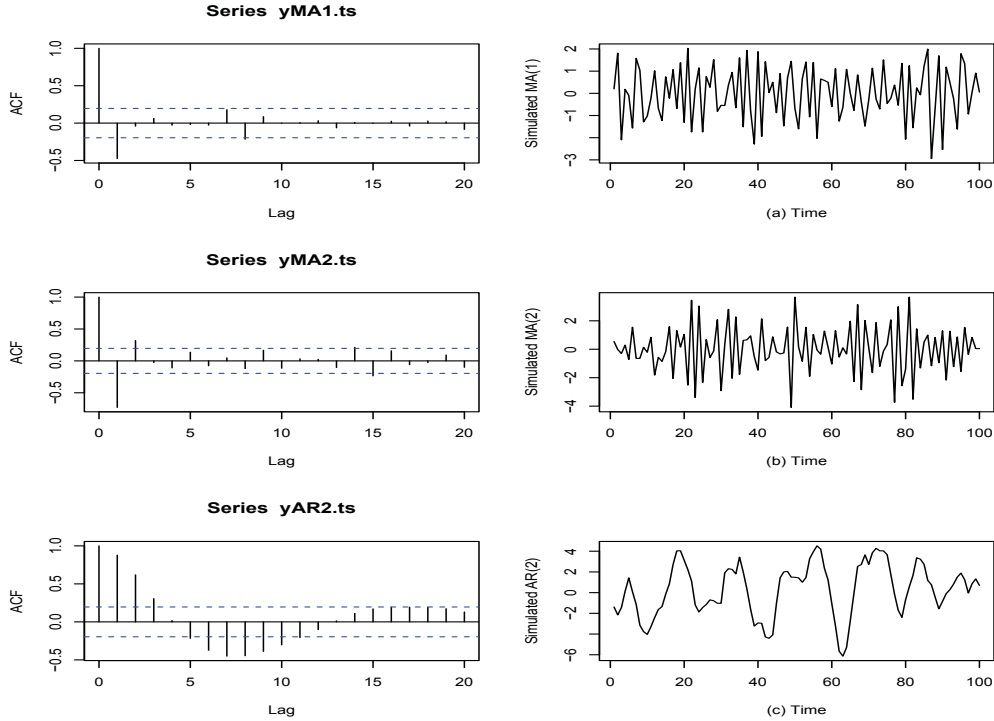 Series yMA1.ts
ACF
1.0
0.5
0.0
−0.5
0 5 10 15 20
Lag
Simulated MA(1)
2
1
0
−1
−3
0 20 40 60 80 100
(a) Time
Series yMA2.ts
ACF
1.0
0.5
0.0
−0.5
0 5 10 15 20
Lag
Simulated MA(2)
2
0
−2
−4
0 20 40 60 80 100
(b) Time
Series yAR2.ts
ACF
1.0
0.5
0.0
−0.5
0 5 10 15 20
Lag
Simulated AR(2)
4
2
0
−2
−6
0 20 40 60 80 100
(c) Time